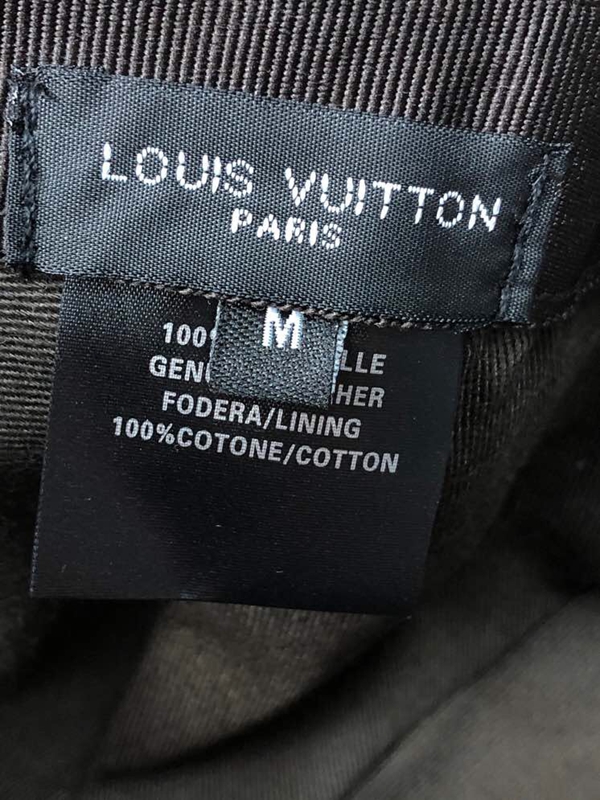 LOUIS VUITTON
PARIS
M
100 LLE
GEN HER
FODERA/LINING
100%COTONE/COTTON